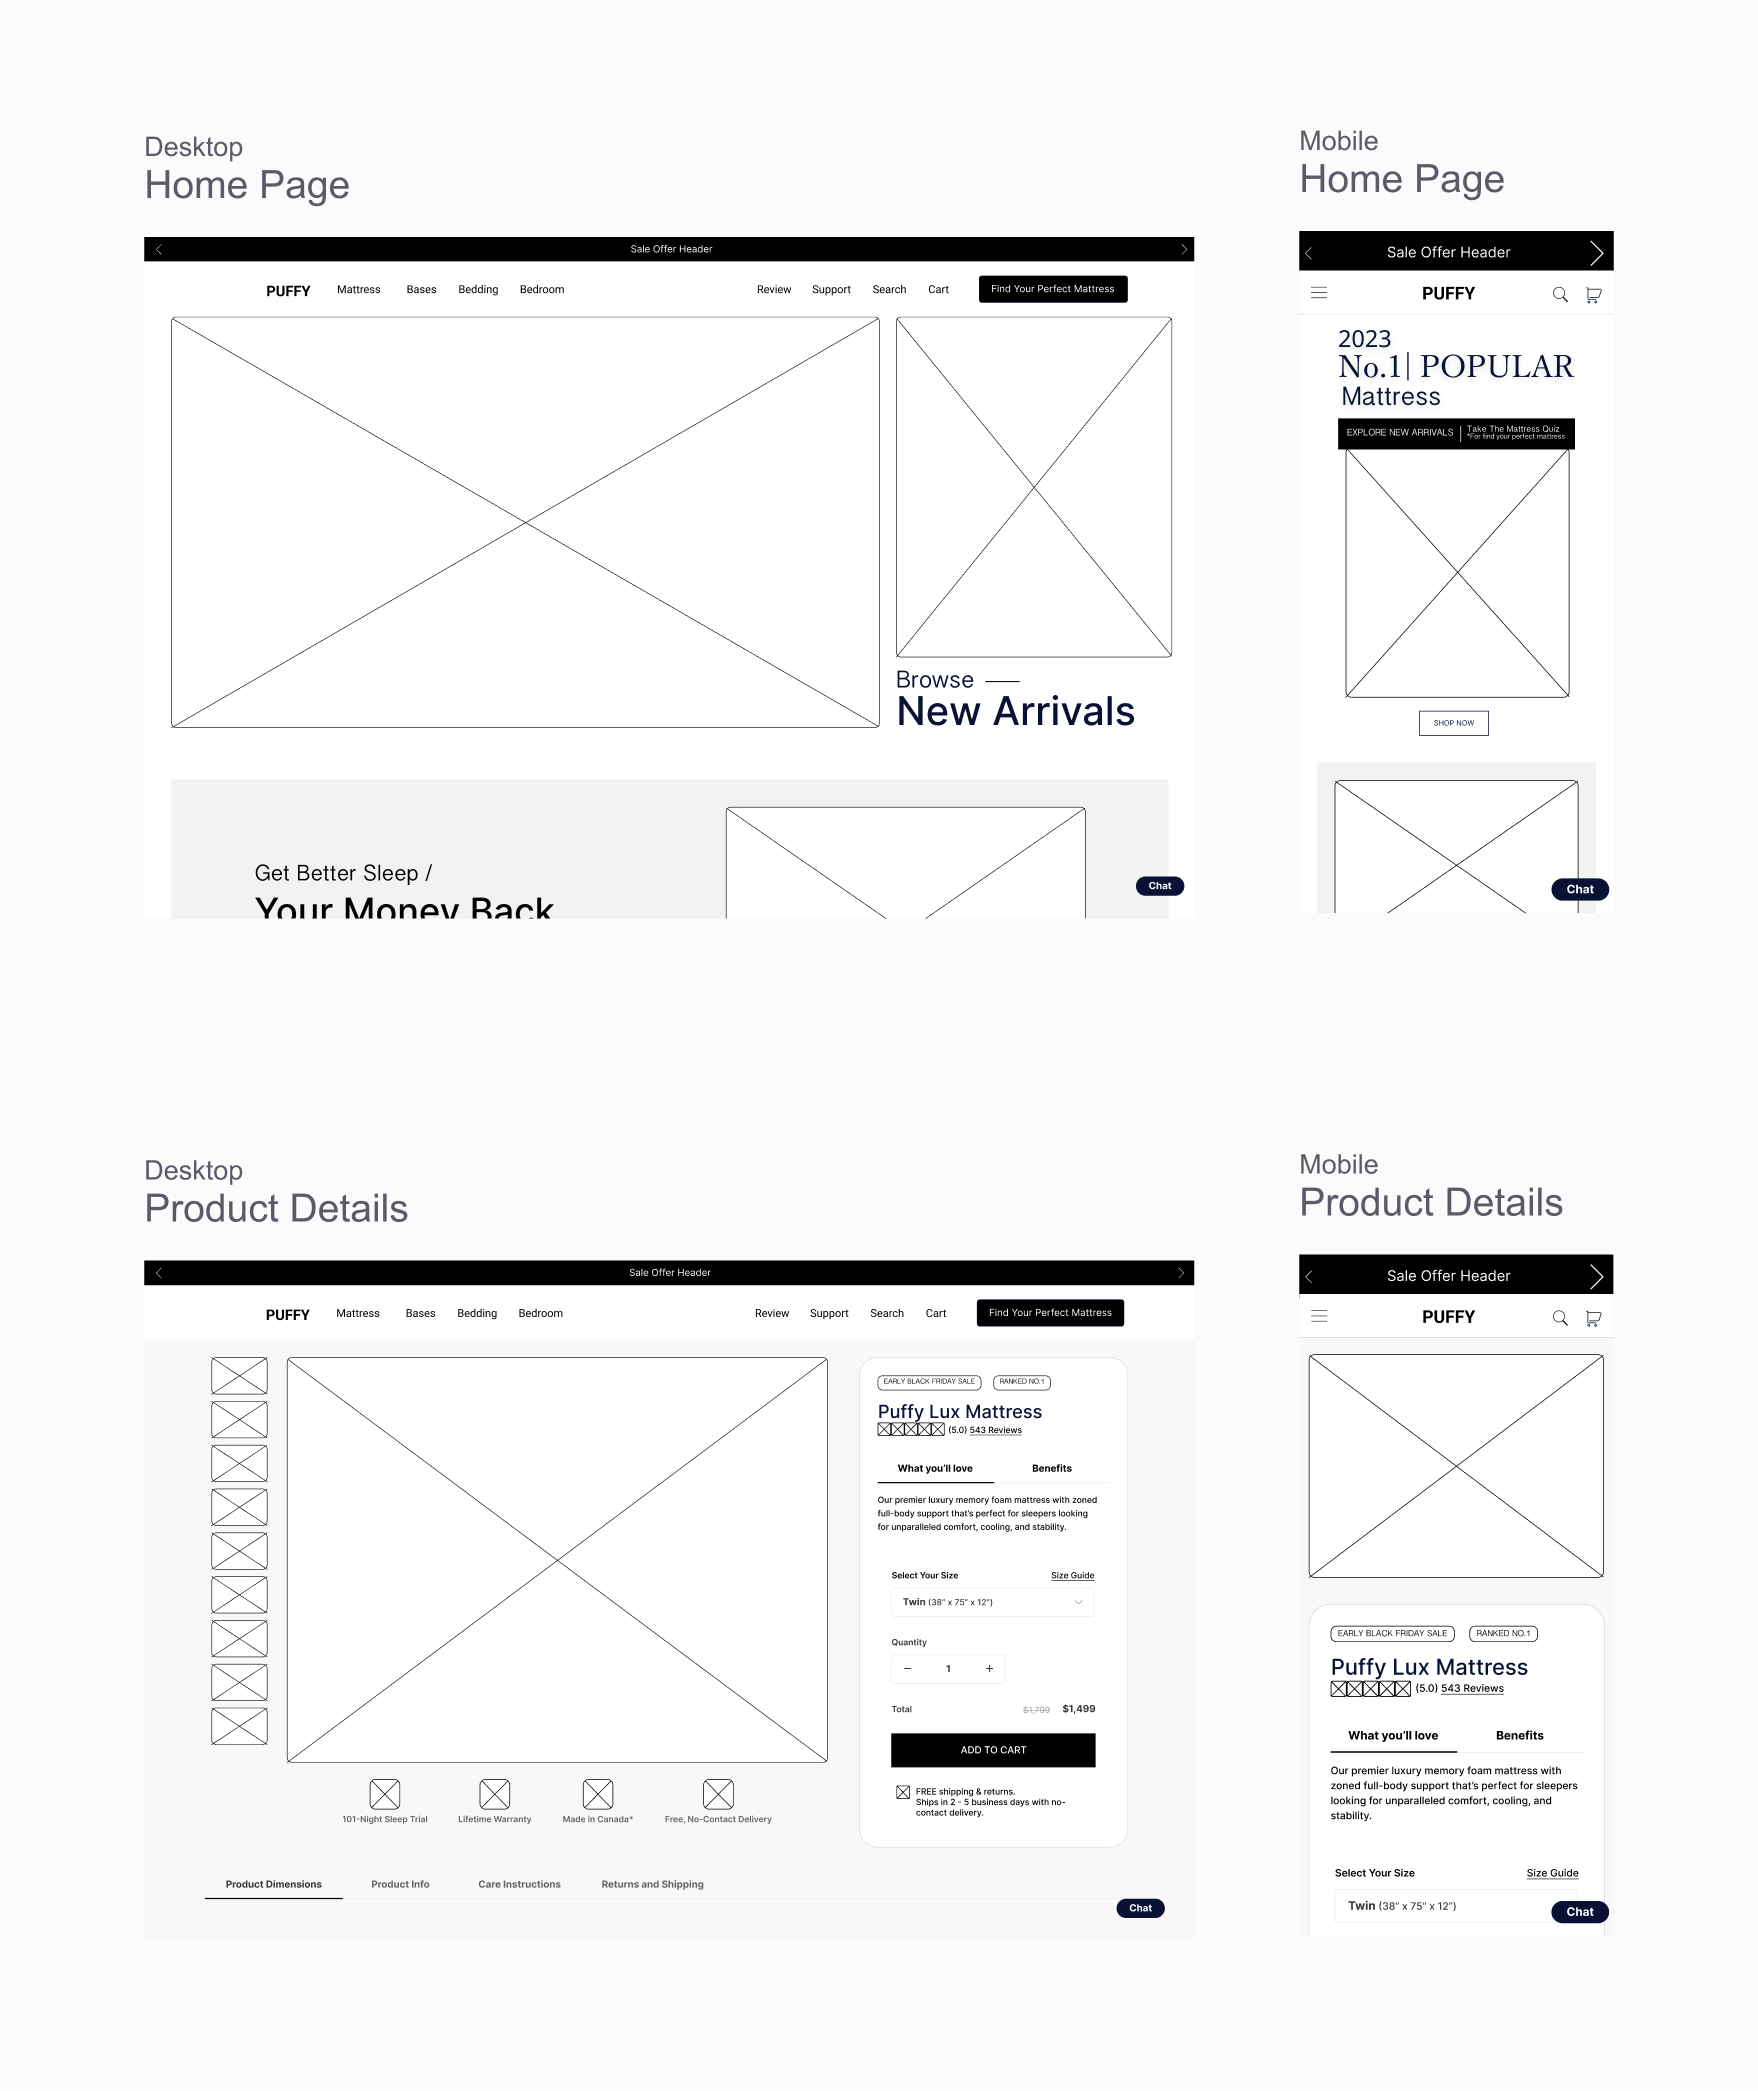 Desktop
Home Page
Sale Offer Header
PUFFY Mattress Bases Bedding Bedroom Review Support Search Cart Find Your Perfect Mattress
Browse
New Arrivals
Get Better Sleep /
Your Money Back
Chat
Mobile
Home Page
Sale Offer Header
PUFFY
2023
No.1| POPULAR
Mattress
EXPLORE NEW ARRIVALS | Take The Mattress Quiz
*For find your perfect mattress
SHOP NOW
Chat
Desktop
Product Details
Sale Offer Header
PUFFY Mattress Bases Bedding Bedroom Review Support Search Cart Find Your Perfect Mattress
EARLY BLACK FRIDAY SALE RANKED NO.1
Puffy Lux Mattress
(5.0) 543 Reviews
What you'll love Benefits
Our premier luxury memory foam mattress with zoned
full-body support that's perfect for sleepers looking
for unparalleled comfort, cooling, and stability.
Select Your Size Size Guide
Twin (38" x 75" x 12")
Quantity
− 1 +
Total $1,799 $1,499
ADD TO CART
FREE shipping & returns.
Ships in 2 - 5 business days with no-
contact delivery.
101-Night Sleep Trial Lifetime Warranty Made in Canada* Free, No-Contact Delivery
Product Dimensions Product Info Care Instructions Returns and Shipping
Chat
Mobile
Product Details
Sale Offer Header
PUFFY
EARLY BLACK FRIDAY SALE RANKED NO.1
Puffy Lux Mattress
(5.0) 543 Reviews
What you'll love Benefits
Our premier luxury memory foam mattress with
zoned full-body support that's perfect for sleepers
looking for unparalleled comfort, cooling, and
stability.
Select Your Size Size Guide
Twin (38" x 75" x 12")
Chat